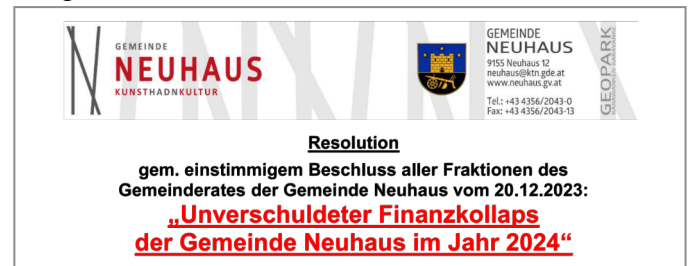 GEMEINDE
NEUHAUS
KUNSTHADNKULTUR
GEMEINDE
NEUHAUS
9155 Neuhaus 12
neuhaus@ktn.gde.at
www.neuhaus.gv.at
Tel.: +43 4356/2043-0
Fax: +43 4356/2043-13
GEOPARK
Resolution
gem. einstimmigem Beschluss aller Fraktionen des
Gemeinderates der Gemeinde Neuhaus vom 20.12.2023:
„Unverschuldeter Finanzkollaps
der Gemeinde Neuhaus im Jahr 2024“